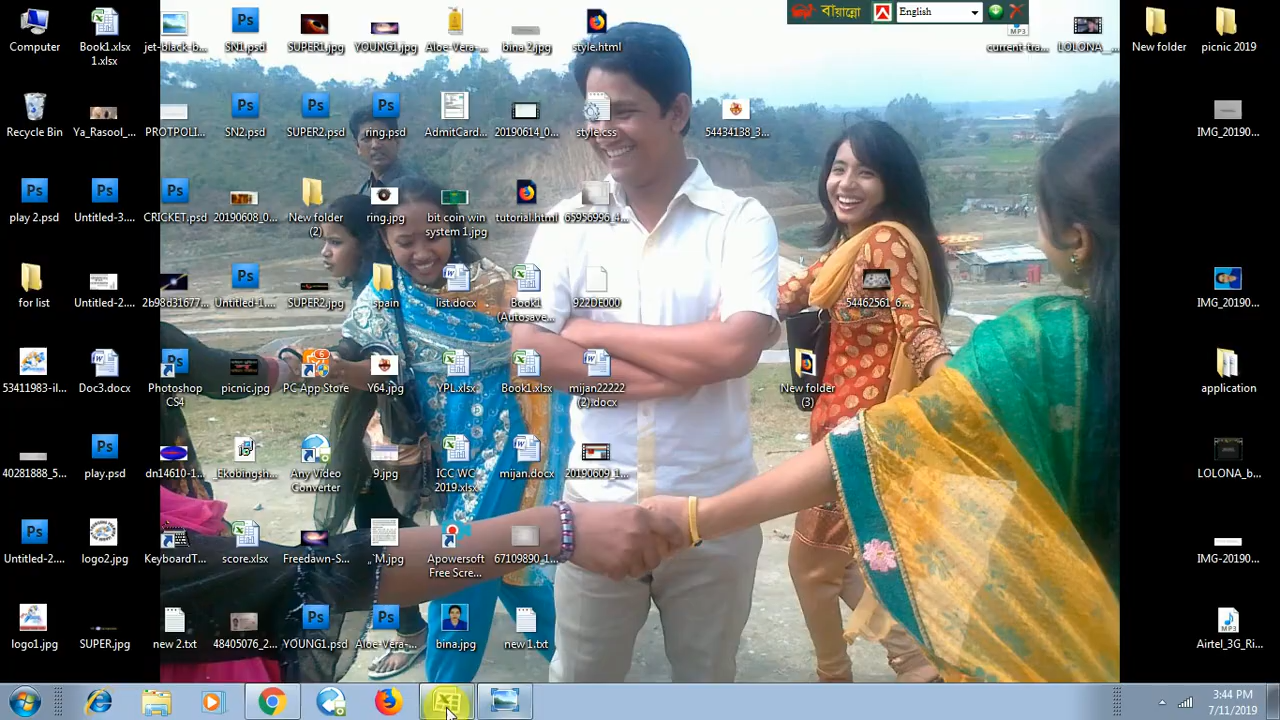 বায়ান্নো English
Computer Book1.xlsx 1.xlsx jet-black-b... SN1.psd SUPER1.jpg YOUNG1.jpg Aloe-Vera-... bina 2.jpg style.html current-tra... LOLONA__... New folder picnic 2019
Recycle Bin Ya_Rasool_... PROTPOLI... SN2.psd SUPER2.psd ring.psd AdmitCard... 20190614_0... style.css 54434138_3... IMG_20190...
play 2.psd Untitled-3.... CRICKET.psd 20190608_0... New folder (2) ring.jpg bit coin win system 1.jpg tutorial.html 65956996_4...
for list Untitled-2.... 2b98d31677... Untitled-1.... SUPER2.jpg spain list.docx Book1 (Autosave... 922DE000 54462561_6... IMG_20190...
53411983-il... Doc3.docx Photoshop CS4 picnic.jpg PC App Store Y64.jpg YPL.xlsx Book1.xlsx mijan22222 (2).docx New folder (3) application
40281888_5... play.psd dn14610-1... _Ekobingsh... Any Video Converter 9.jpg ICC WC 2019.xlsx mijan.docx 20190609_1... LOLONA_b...
Untitled-2.... logo2.jpg KeyboardT... score.xlsx Freedawn-S... Apowersoft Free Scre... 67109890_1... IMG-20190...
logo1.jpg SUPER.jpg new 2.txt 48405076_2... YOUNG1.psd Aloe-Vera-... bina.jpg new 1.txt Airtel_3G_Ri...
3:44 PM
7/11/2019